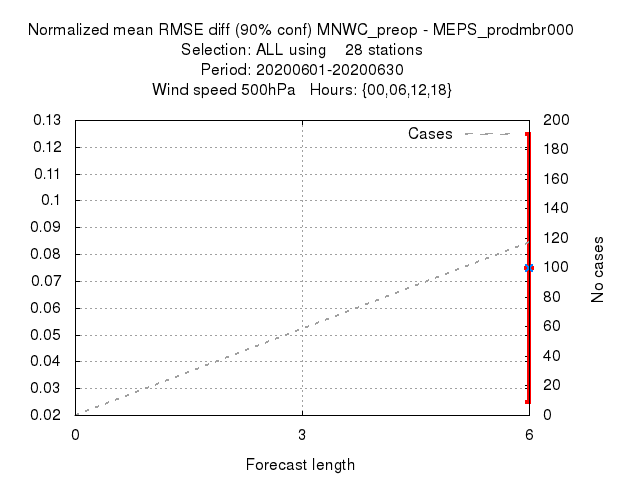 Normalized mean RMSE diff (90% conf) MNWC_preop - MEPS_prodmbr000
Selection: ALL using    28 stations
Period: 20200601-20200630
Wind speed 500hPa   Hours: {00,06,12,18}
Cases
0.13
0.12
0.11
0.1
0.09
0.08
0.07
0.06
0.05
0.04
0.03
0.02
200
180
160
140
120
100
80
60
40
20
0
No cases
0 3 6
Forecast length